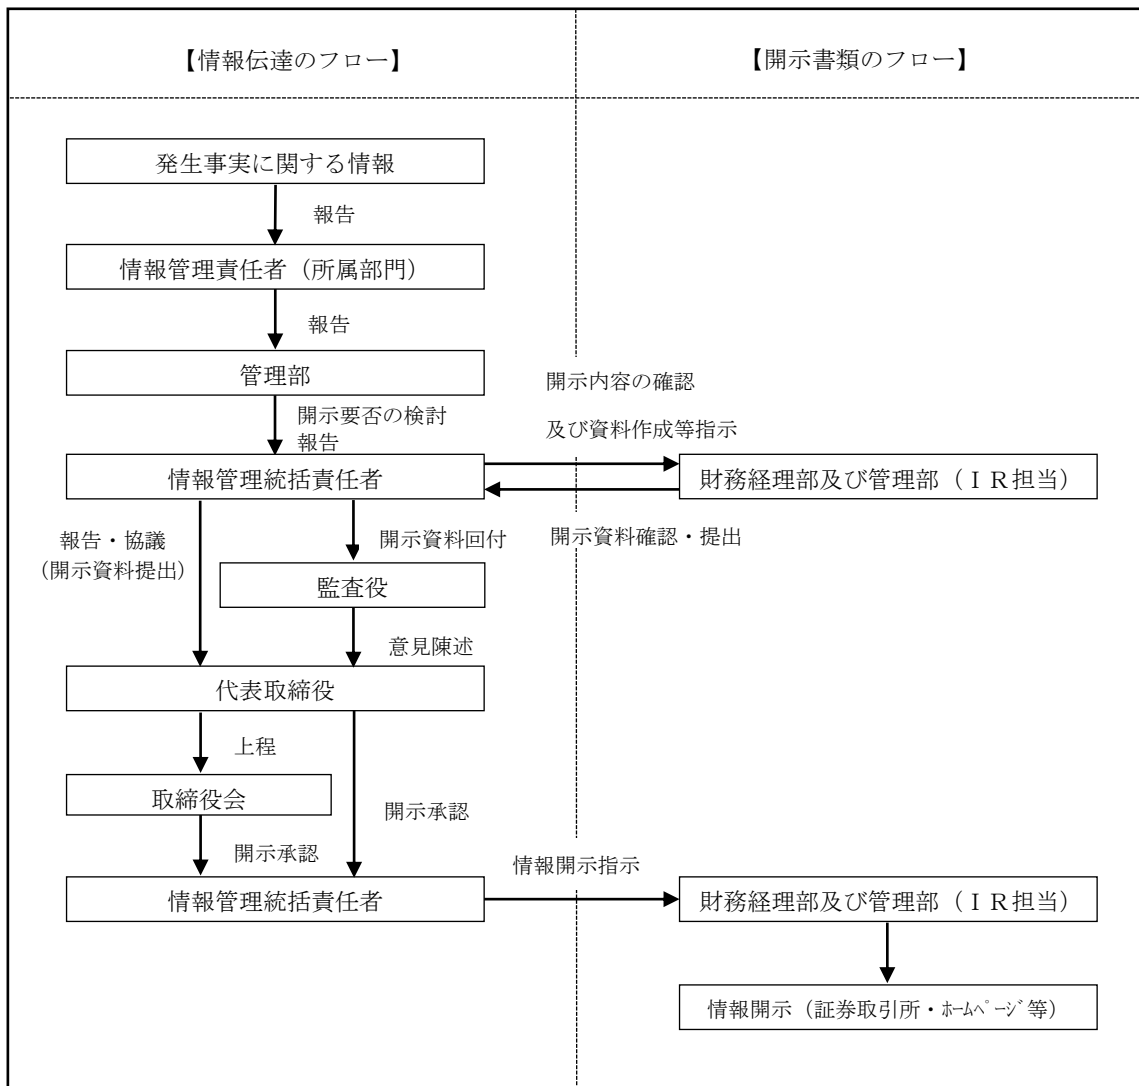 【情報伝達のフロー】
【開示書類のフロー】
発生事実に関する情報
報告
情報管理責任者（所属部門）
報告
管理部
開示内容の確認
開示要否の検討
及び資料作成等指示
報告
情報管理統括責任者
財務経理部及び管理部（ＩＲ担当）
報告・協議
（開示資料提出）
開示資料回付
開示資料確認・提出
監査役
意見陳述
代表取締役
上程
取締役会
開示承認
開示承認
情報開示指示
情報管理統括責任者
財務経理部及び管理部（ＩＲ担当）
情報開示（証券取引所・ﾎｰﾑﾍﾟｰｼﾞ等）